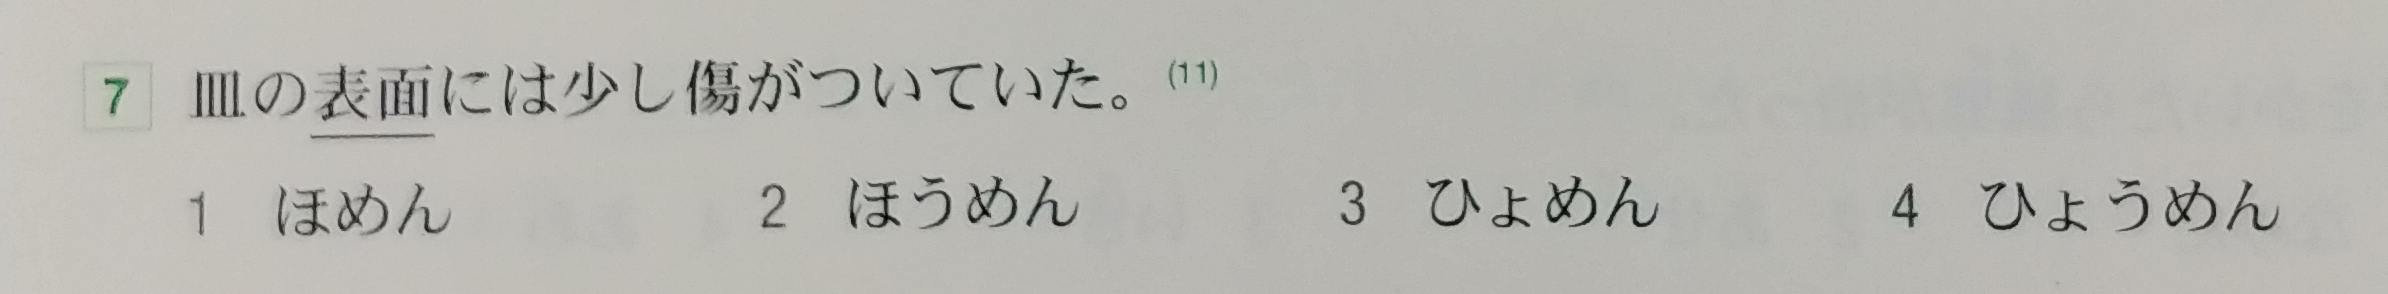 7 皿の表面には少し傷がついていた。(11)
1 ほめん 2 ほうめん 3 ひょめん 4 ひょうめん